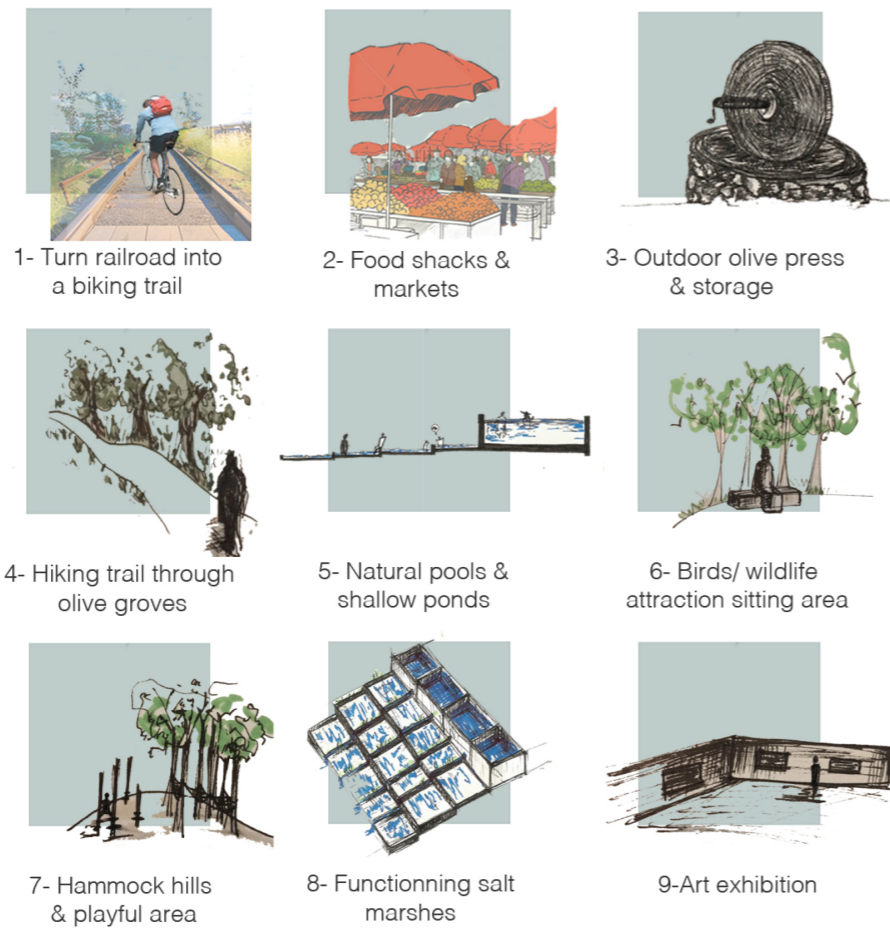 1- Turn railroad into
a biking trail
2- Food shacks &
markets
3- Outdoor olive press
& storage
4- Hiking trail through
olive groves
5- Natural pools &
shallow ponds
6- Birds/ wildlife
attraction sitting area
7- Hammock hills
& playful area
8- Functionning salt
marshes
9-Art exhibition